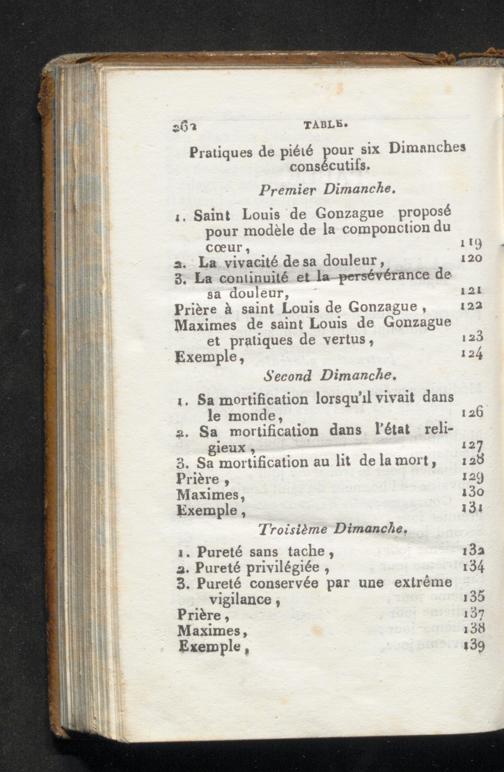 262 TABLE.
Pratiques de piété pour six Dimanches
consécutifs.
Premier Dimanche.
1. Saint Louis de Gonzague proposé
pour modèle de la componction du
cœur, 119
2. La vivacité de sa douleur, 120
3. La continuité et la persévérance de
sa douleur, 121
Prière à saint Louis de Gonzague, 122
Maximes de saint Louis de Gonzague
et pratiques de vertus, 123
Exemple, 124
Second Dimanche.
1. Sa mortification lorsqu'il vivait dans
le monde, 126
2. Sa mortification dans l'état reli-
gieux, 127
3. Sa mortification au lit de la mort, 128
Prière, 129
Maximes, 130
Exemple, 131
Troisième Dimanche.
1. Pureté sans tache, 132
2. Pureté privilégiée, 134
3. Pureté conservée par une extrême
vigilance, 135
Prière, 137
Maximes, 138
Exemple, 139